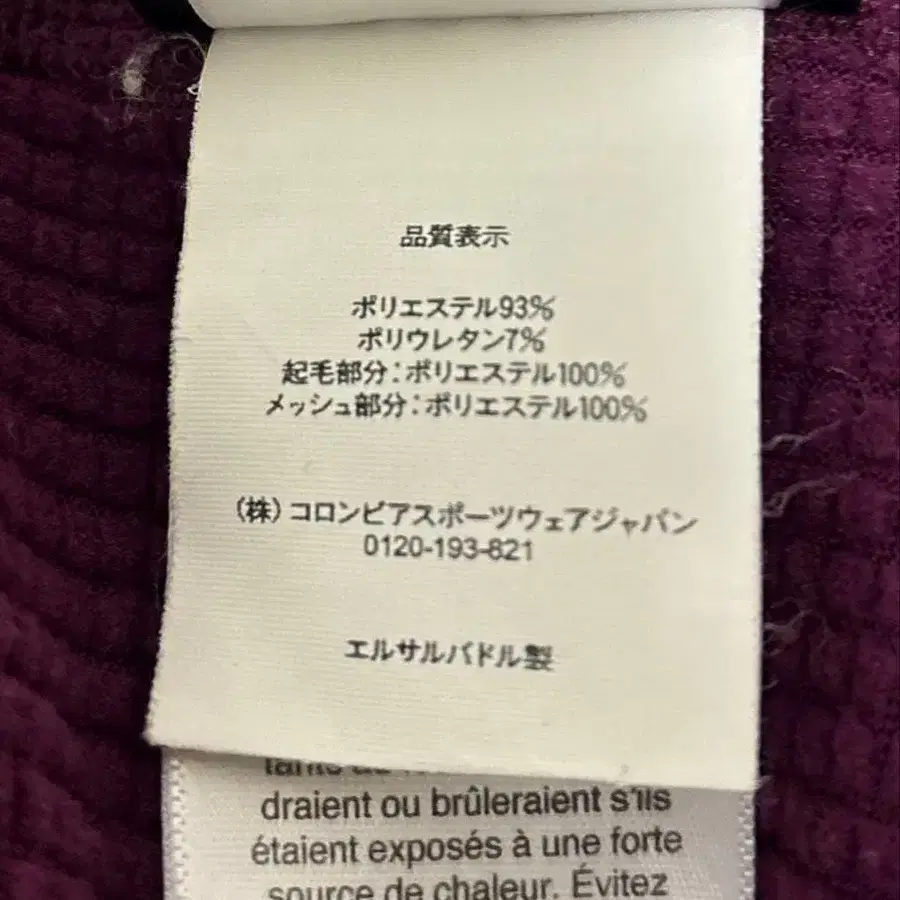 品質表示
ポリエステル93%
ポリウレタン7%
起毛部分:ポリエステル100%
メッシュ部分:ポリエステル100%
(株)コロンビアスポーツウェアジャパン
0120-193-821
エルサルバドル製
draient ou brûleraient s'ils
étaient exposés à une forte
source de chaleur. Évitez